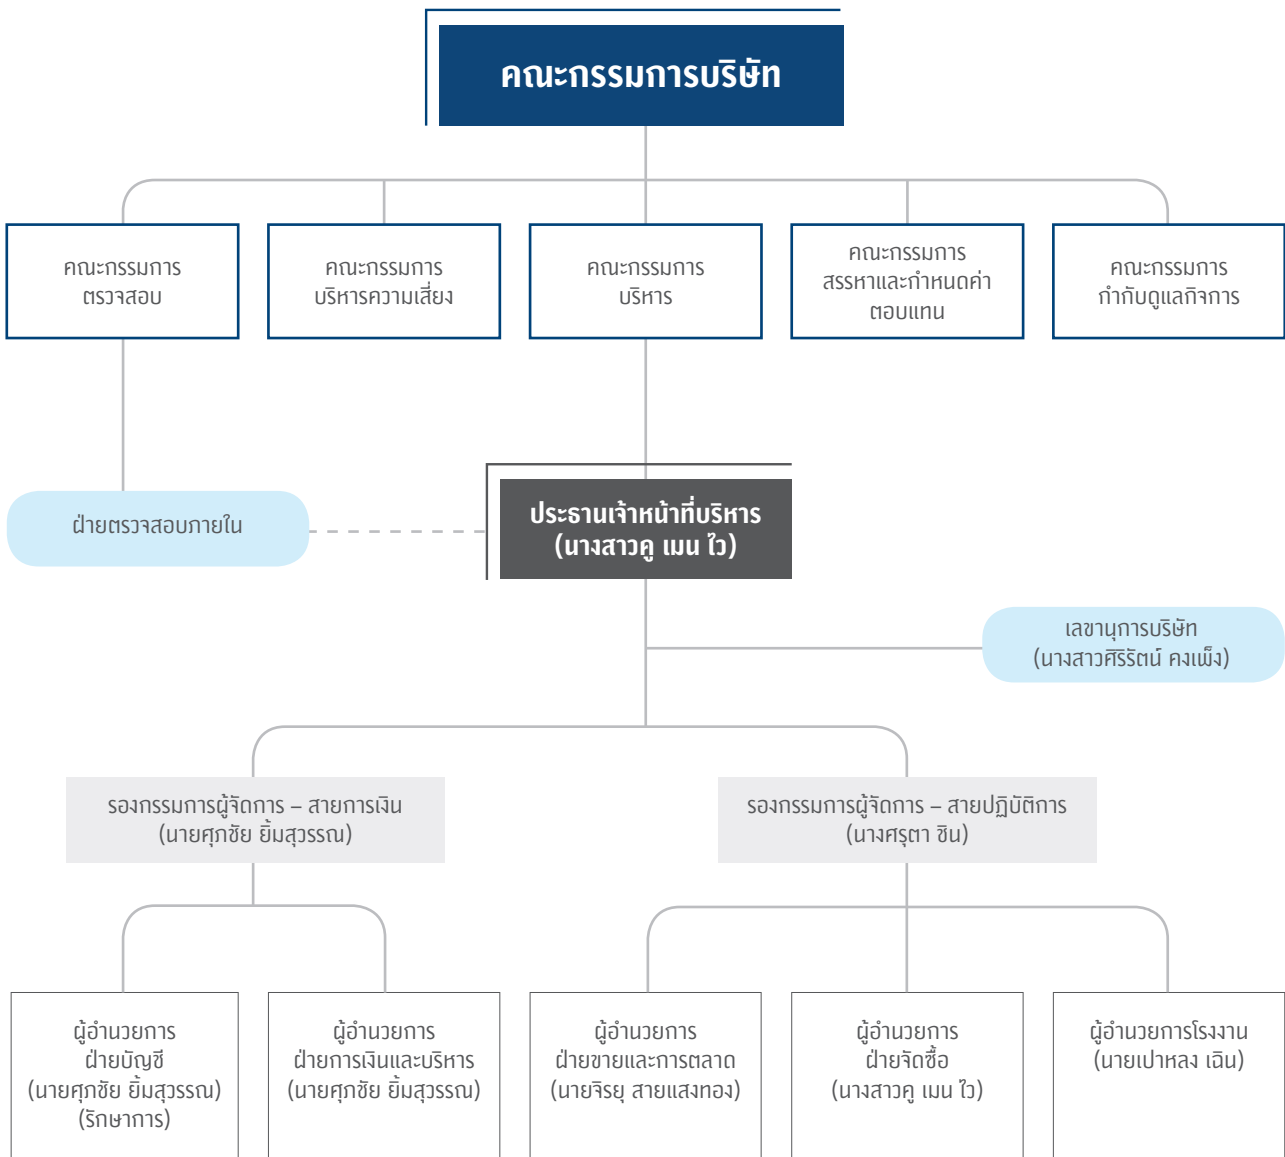 คณะกรรมการบริษัท
คณะกรรมการ
ตรวจสอบ
คณะกรรมการ
บริหารความเสี่ยง
คณะกรรมการ
บริหาร
คณะกรรมการ
สรรหาและกำหนดค่า
ตอบแทน
คณะกรรมการ
กำกับดูแลกิจการ
ฝ่ายตรวจสอบภายใน
ประธานเจ้าหน้าที่บริหาร
(นางสาวคู เมน ไว)
เลขานุการบริษัท
(นางสาวศิริรัตน์ คงเพ็ง)
รองกรรมการผู้จัดการ – สายการเงิน
(นายศุภชัย ยิ้มสุวรรณ)
รองกรรมการผู้จัดการ – สายปฏิบัติการ
(นางศรุตา ชิน)
ผู้อำนวยการ
ฝ่ายบัญชี
(นายศุภชัย ยิ้มสุวรรณ)
(รักษาการ)
ผู้อำนวยการ
ฝ่ายการเงินและบริหาร
(นายศุภชัย ยิ้มสุวรรณ)
ผู้อำนวยการ
ฝ่ายขายและการตลาด
(นายจิรยุ สายแสงทอง)
ผู้อำนวยการ
ฝ่ายจัดซื้อ
(นางสาวคู เมน ไว)
ผู้อำนวยการโรงงาน
(นายเปาหลง เฉิน)